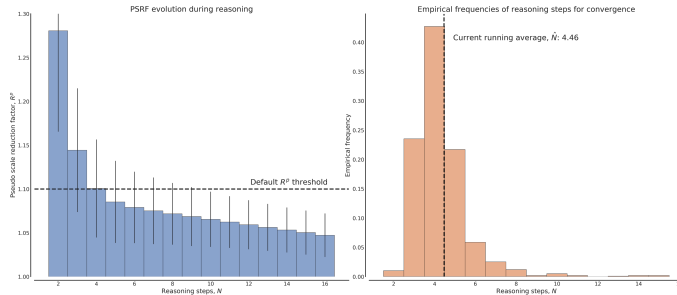 PSRF evolution during reasoning
1.30
1.25
1.20
1.15
1.10
1.05
1.00
Pseudo scale reduction factor, R^p
Default R^p threshold
2 4 6 8 10 12 14 16
Reasoning steps, N
Empirical frequencies of reasoning steps for convergence
Current running average, N̂: 4.46
0.40
0.35
0.30
0.25
0.20
0.15
0.10
0.05
0.00
Empirical frequency
2 4 6 8 10 12 14
Reasoning steps, N